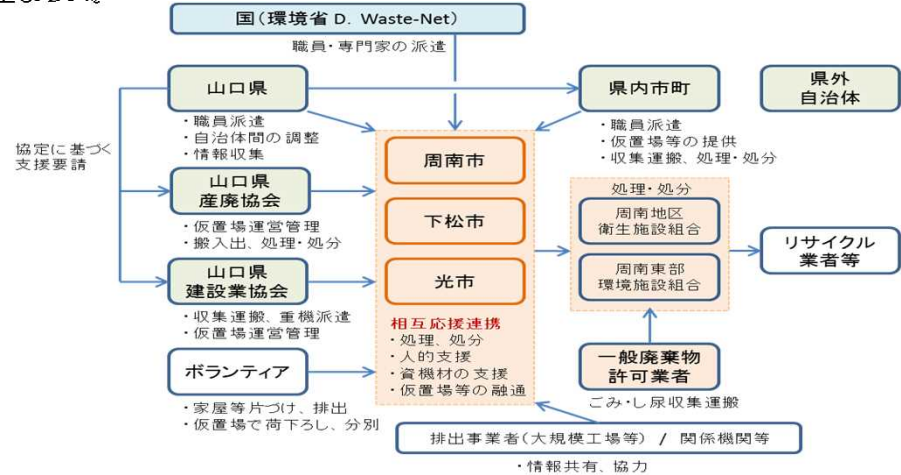 国(環境省 D. Waste-Net)
職員・専門家の派遣
山口県
・職員派遣
・自治体間の調整
・情報収集
県内市町
・職員派遣
・仮置場等の提供
・収集運搬、処理・処分
県外
自治体
協定に基づく
支援要請
山口県
産廃協会
・仮置場運営管理
・搬入出、処理・処分
山口県
建設業協会
・収集運搬、重機派遣
・仮置場運営管理
ボランティア
・家屋等片づけ、排出
・仮置場で荷下ろし、分別
周南市
下松市
光市
相互応援連携
・処理、処分
・人的支援
・資機材の支援
・仮置場等の融通
処理・処分
周南地区
衛生施設組合
周南東部
環境施設組合
リサイクル
業者等
一般廃棄物
許可業者
ごみ・し尿収集運搬
排出事業者(大規模工場等) / 関係機関等
・情報共有、協力